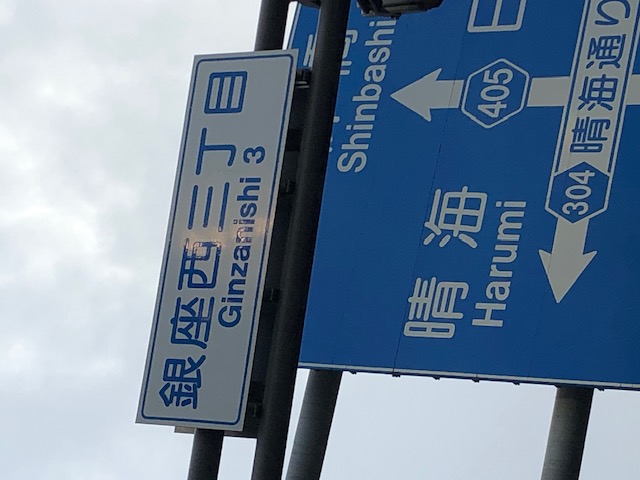 銀座西三丁目
Ginzanishi 3
Shinbashi
405
晴海通り
304
晴海
Harumi